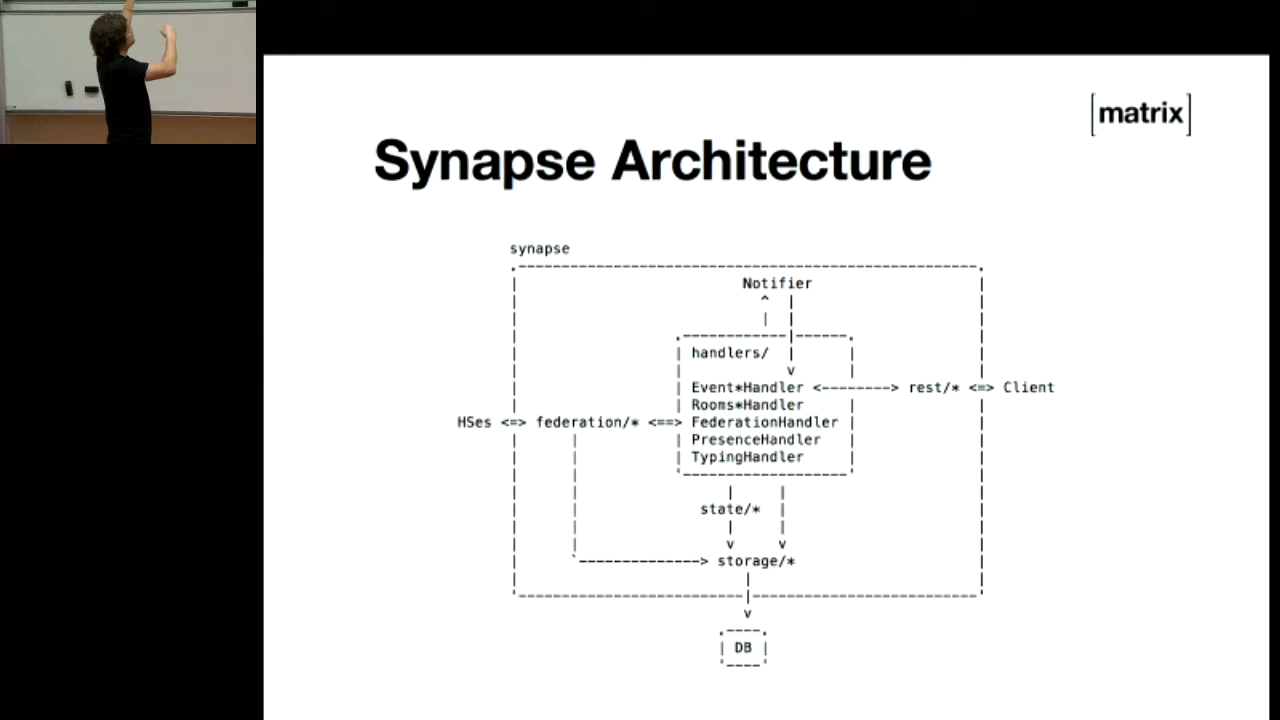 [matrix]
Synapse Architecture
synapse
Notifier
handlers/
Event*Handler <--------> rest/* <=> Client
Rooms*Handler
HSes <=> federation/* <==> FederationHandler
PresenceHandler
TypingHandler
state/*
storage/*
DB